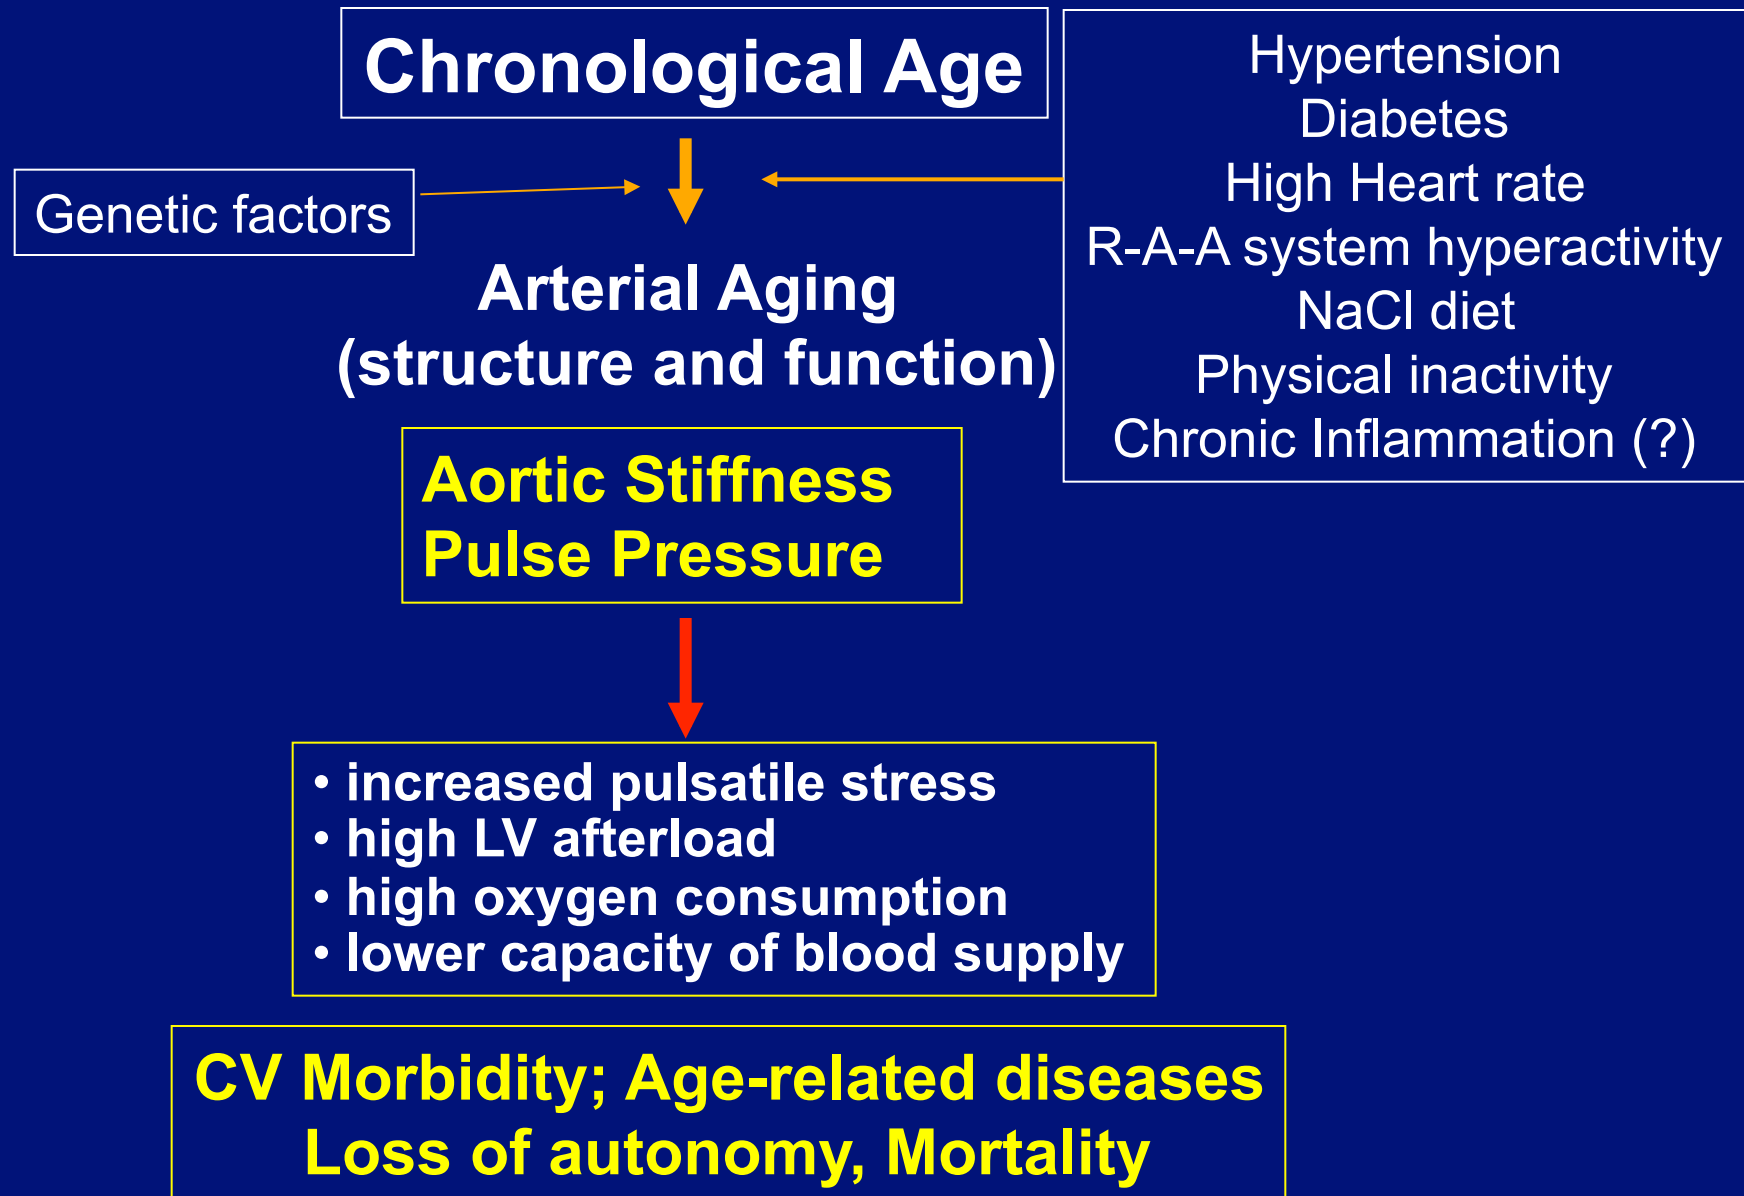 Chronological Age
Hypertension
Diabetes
High Heart rate
R-A-A system hyperactivity
NaCl diet
Physical inactivity
Chronic Inflammation (?)
Genetic factors
Arterial Aging
(structure and function)
Aortic Stiffness
Pulse Pressure
• increased pulsatile stress
• high LV afterload
• high oxygen consumption
• lower capacity of blood supply
CV Morbidity; Age-related diseases
Loss of autonomy, Mortality